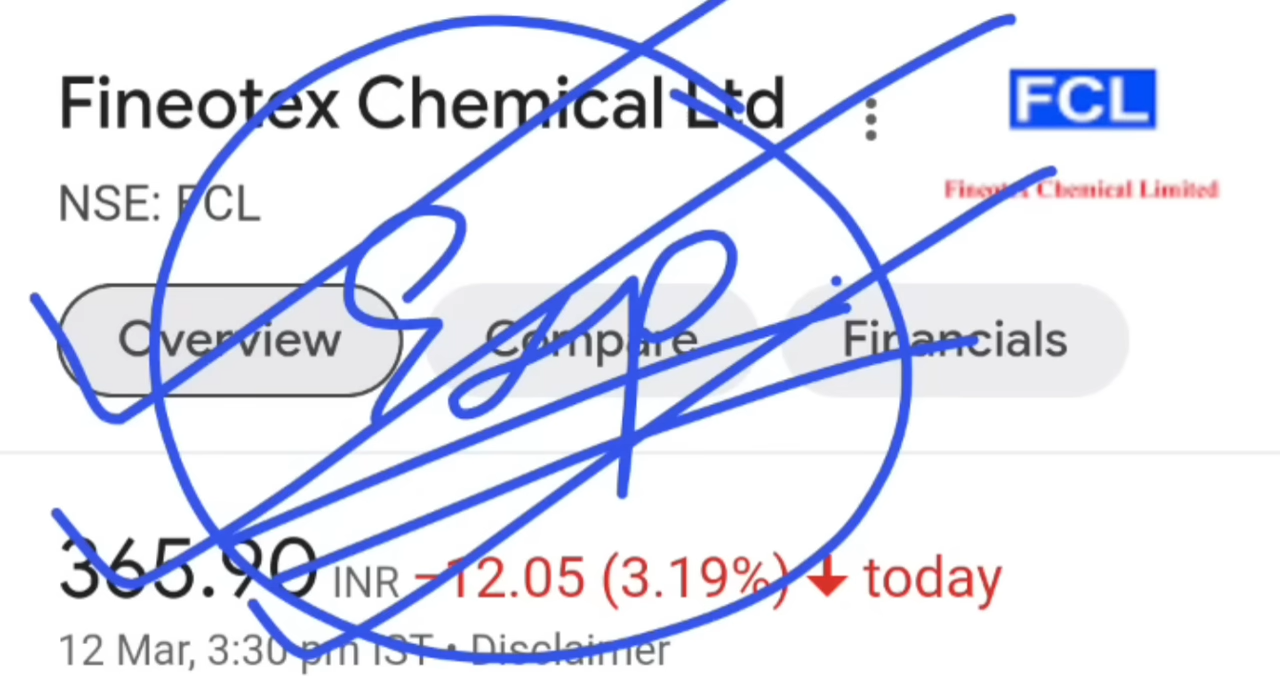 Fineotex Chemical Ltd
FCL
Fineotex Chemical Limited
NSE: FCL
Overview
Compare
Financials
365.90 INR −12.05 (3.19%) ↓ today
12 Mar, 3:30 pm IST • Disclaimer